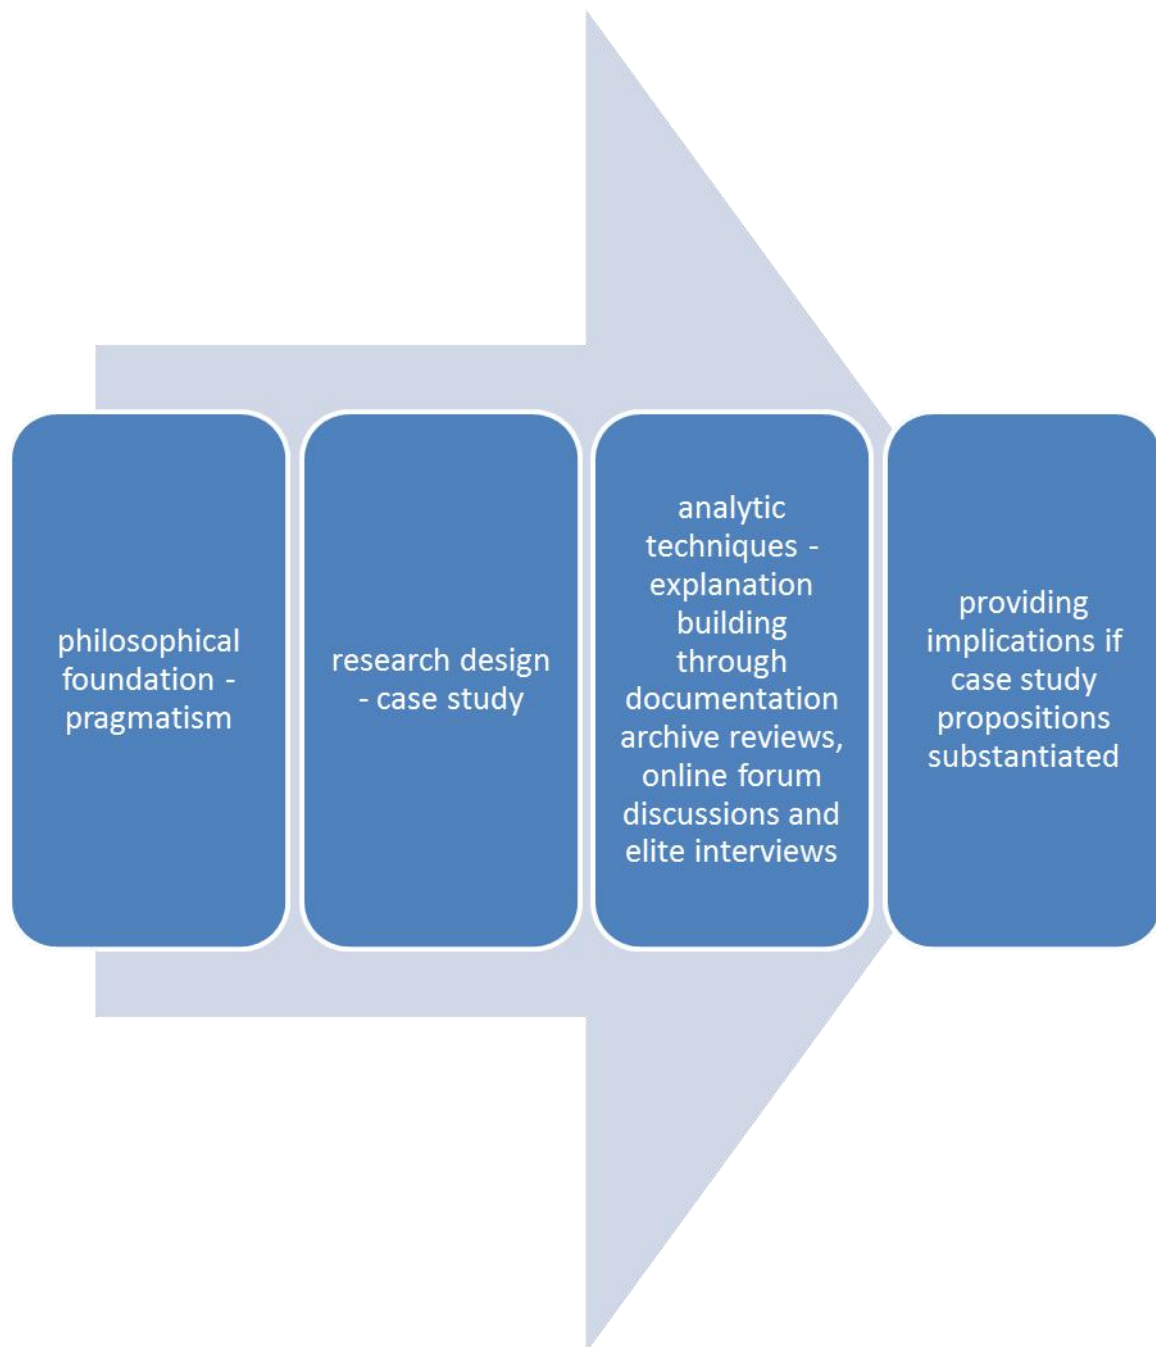 philosophical
foundation -
pragmatism
research design
- case study
analytic
techniques -
explanation
building
through
documentation
archive reviews,
online forum
discussions and
elite interviews
providing
implications if
case study
propositions
substantiated